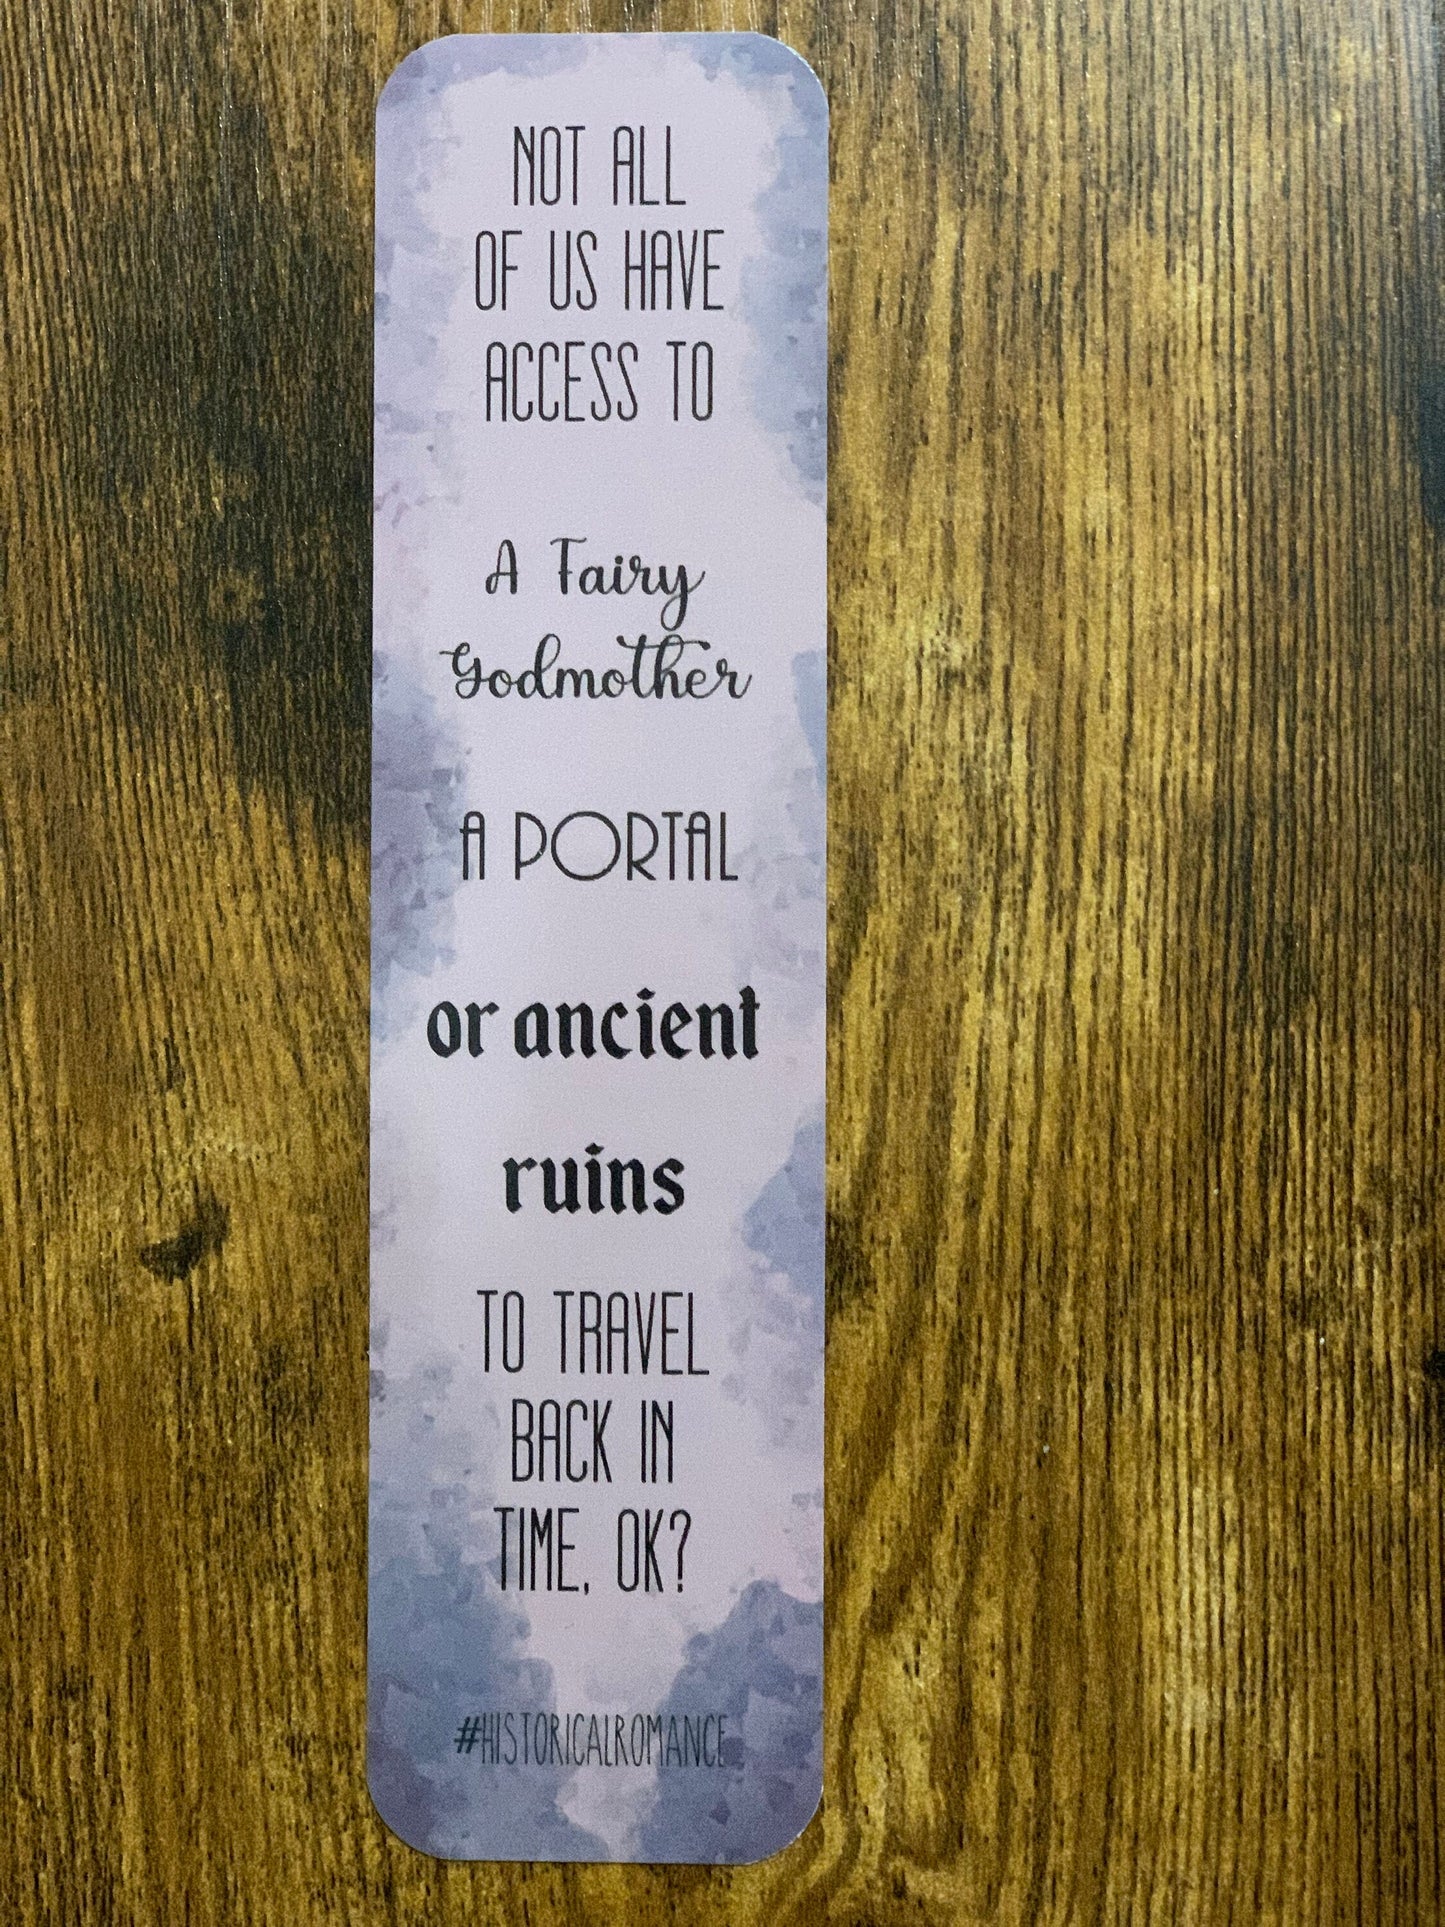 NOT ALL
OF US HAVE
ACCESS TO
A Fairy
Godmother
A PORTAL
or ancient
ruins
TO TRAVEL
BACK IN
TIME, OK?
#HISTORICALROMANCE